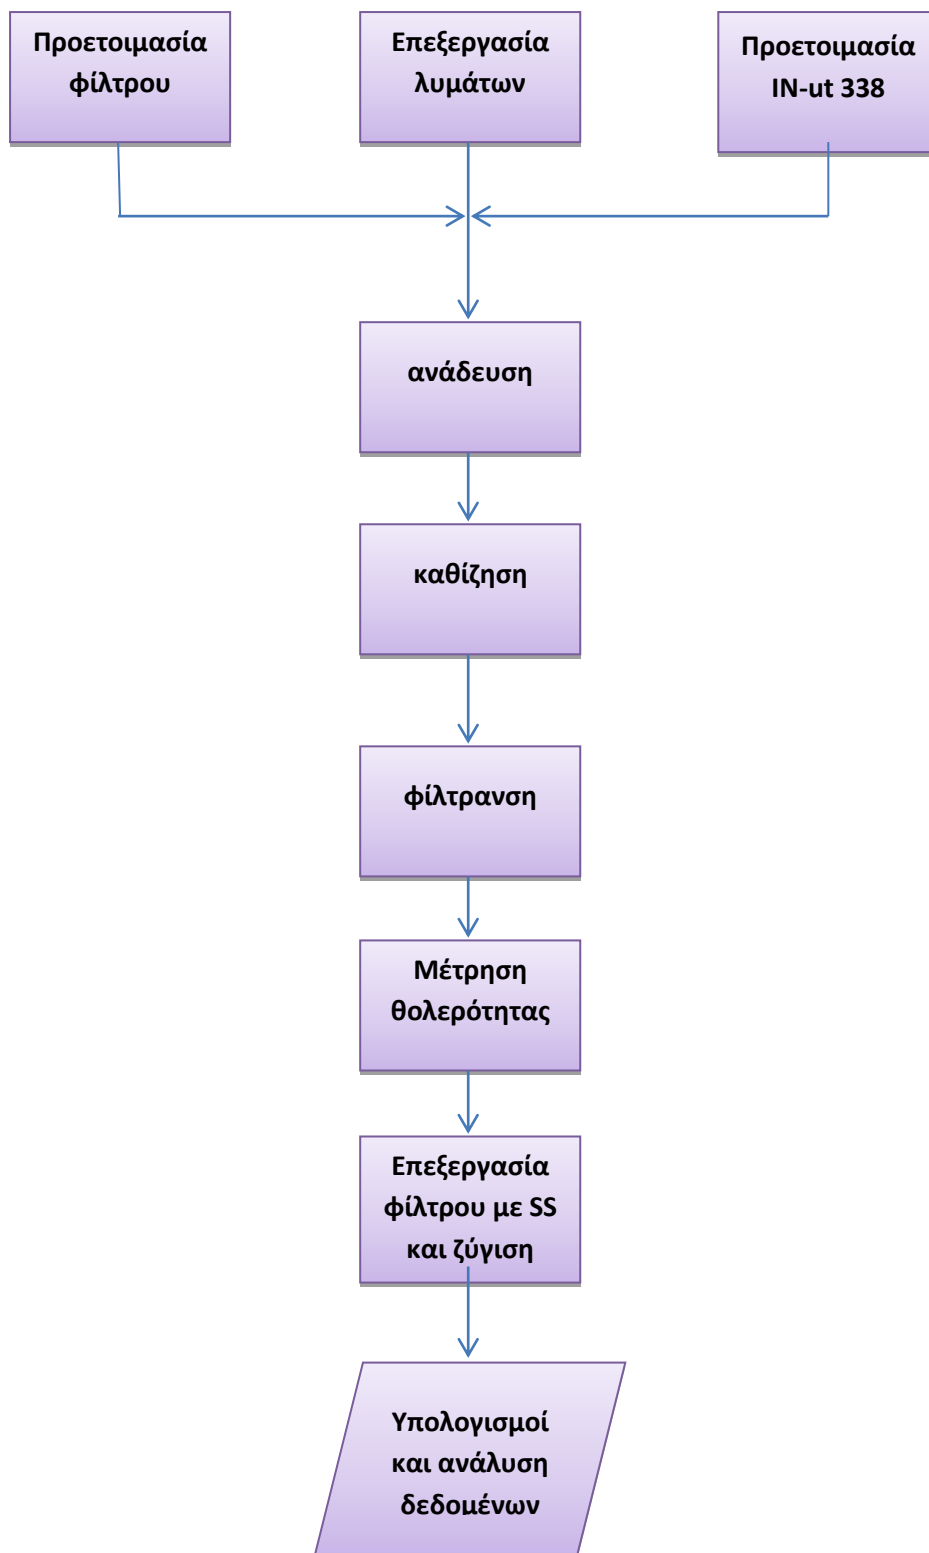 Προετοιμασία
φίλτρου
Επεξεργασία
λυμάτων
Προετοιμασία
IN-ut 338
ανάδευση
καθίζηση
φίλτρανση
Μέτρηση
θολερότητας
Επεξεργασία
φίλτρου με SS
και ζύγιση
Υπολογισμοί
και ανάλυση
δεδομένων